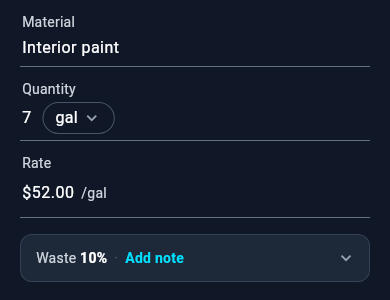 Material
Interior paint
Quantity
7 gal
Rate
$52.00 /gal
Waste 10% · Add note